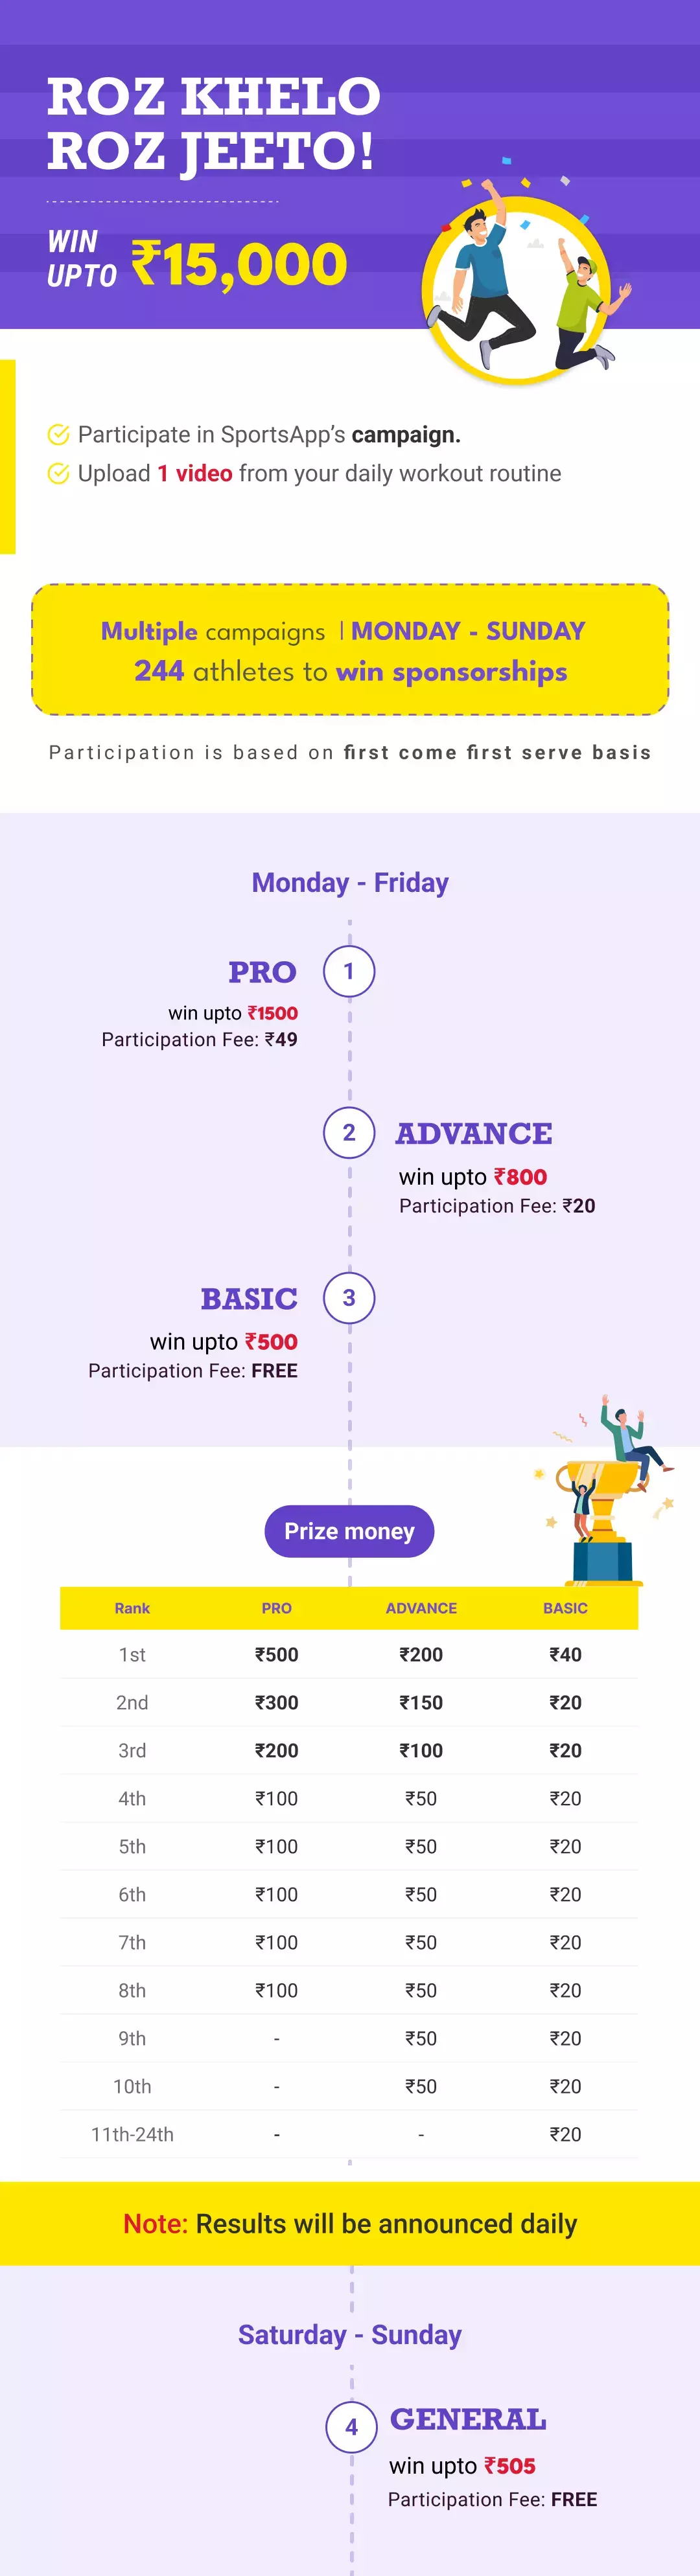 ROZ KHELO
ROZ JEETO!
WIN
UPTO ₹15,000
Participate in SportsApp's campaign.
Upload 1 video from your daily workout routine
Multiple campaigns | MONDAY - SUNDAY
244 athletes to win sponsorships
Participation is based on first come first serve basis
Monday - Friday
1
PRO
win upto ₹1500
Participation Fee: ₹49
2
ADVANCE
win upto ₹800
Participation Fee: ₹20
3
BASIC
win upto ₹500
Participation Fee: FREE
Prize money
Rank PRO ADVANCE BASIC
1st ₹500 ₹200 ₹40
2nd ₹300 ₹150 ₹20
3rd ₹200 ₹100 ₹20
4th ₹100 ₹50 ₹20
5th ₹100 ₹50 ₹20
6th ₹100 ₹50 ₹20
7th ₹100 ₹50 ₹20
8th ₹100 ₹50 ₹20
9th - ₹50 ₹20
10th - ₹50 ₹20
11th-24th - - ₹20
Note: Results will be announced daily
Saturday - Sunday
4
GENERAL
win upto ₹505
Participation Fee: FREE